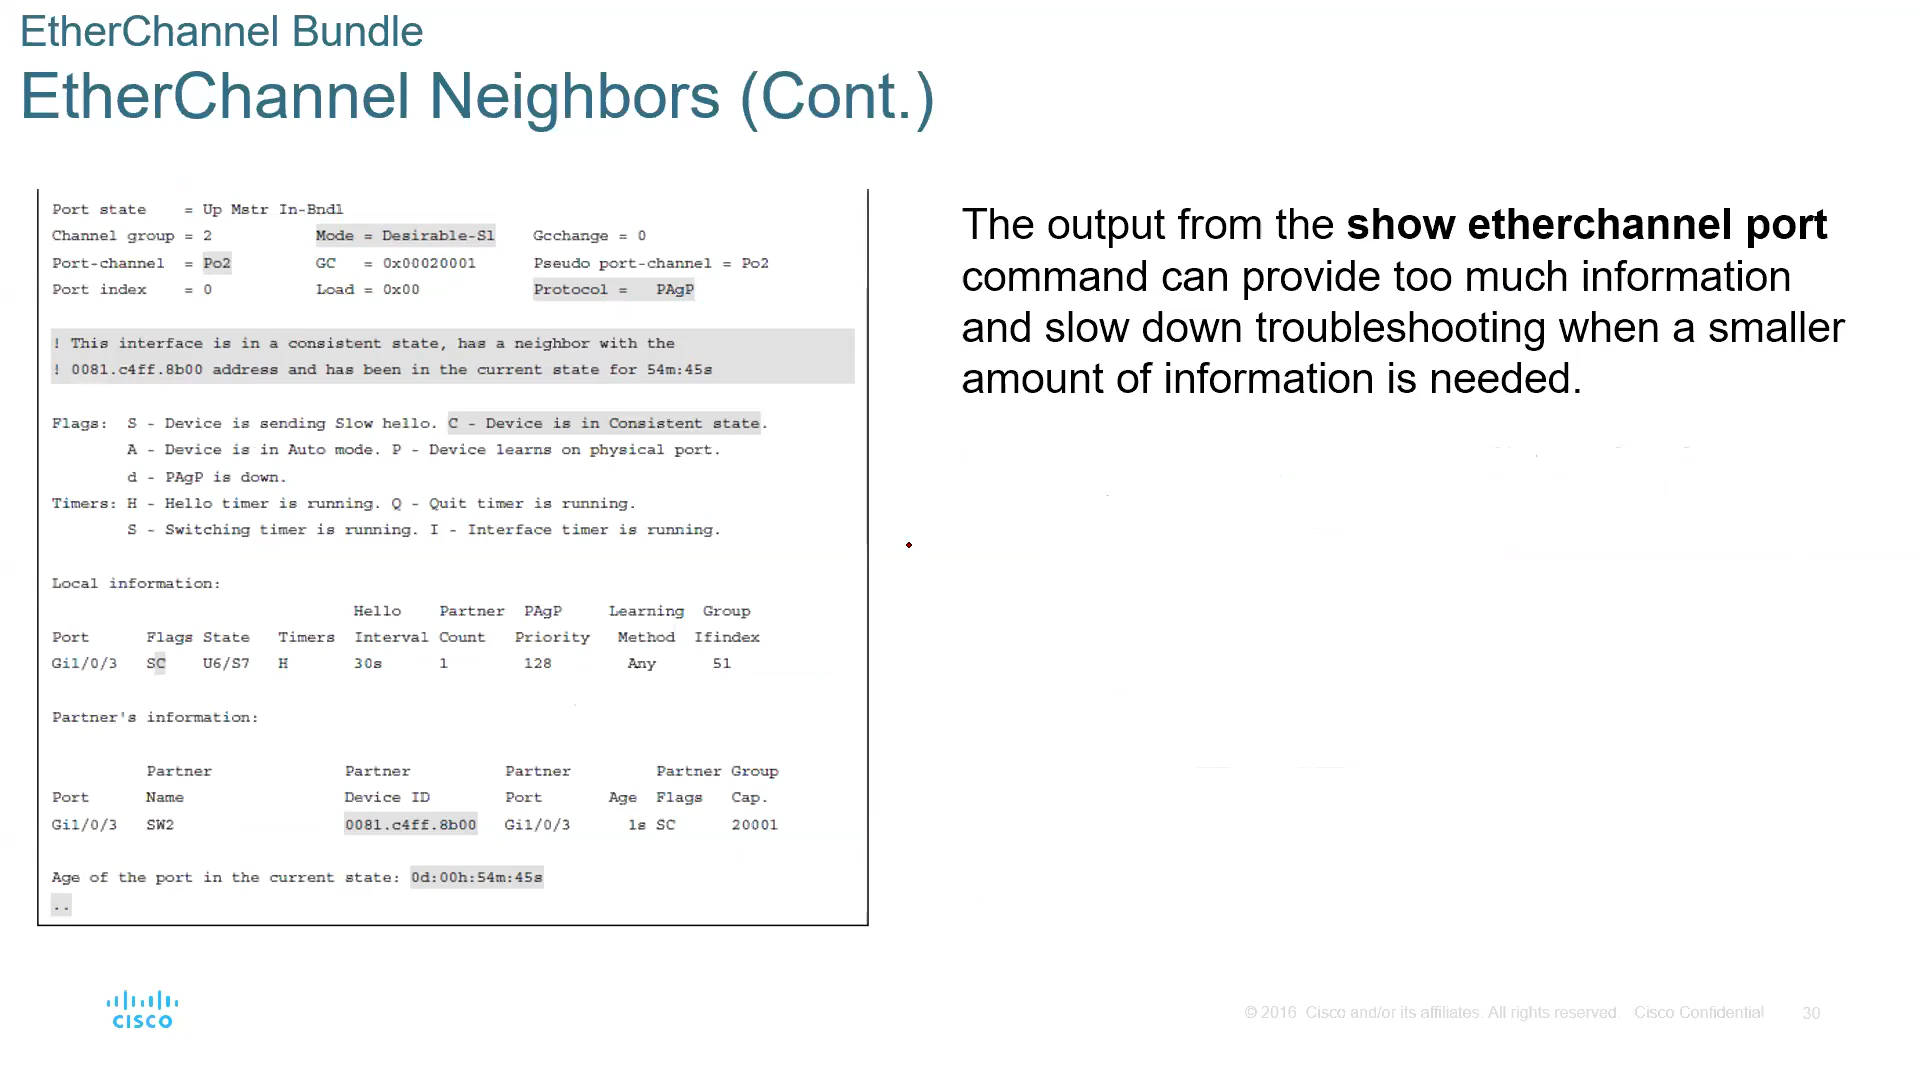 EtherChannel Bundle
EtherChannel Neighbors (Cont.)
Port state    = Up Mstr In-Bndl
Channel group = 2           Mode = Desirable-Sl    Gcchange = 0
Port-channel  = Po2         GC   = 0x00020001      Pseudo port-channel = Po2
Port index    = 0           Load = 0x00            Protocol =   PAgP
! This interface is in a consistent state, has a neighbor with the
! 0081.c4ff.8b00 address and has been in the current state for 54m:45s
Flags:  S - Device is sending Slow hello. C - Device is in Consistent state.
        A - Device is in Auto mode. P - Device learns on physical port.
        d - PAgP is down.
Timers: H - Hello timer is running. Q - Quit timer is running.
        S - Switching timer is running. I - Interface timer is running.
Local information:
                                Hello    Partner  PAgP     Learning  Group
Port      Flags State   Timers  Interval Count   Priority   Method  Ifindex
Gi1/0/3   SC    U6/S7   H       30s      1        128        Any      51
Partner's information:
          Partner              Partner          Partner         Partner Group
Port      Name                 Device ID        Port       Age  Flags   Cap.
Gi1/0/3   SW2                  0081.c4ff.8b00   Gi1/0/3      1s SC      20001
Age of the port in the current state: 0d:00h:54m:45s
..
The output from the show etherchannel port
command can provide too much information
and slow down troubleshooting when a smaller
amount of information is needed.
CISCO
© 2016 Cisco and/or its affiliates. All rights reserved. Cisco Confidential 30